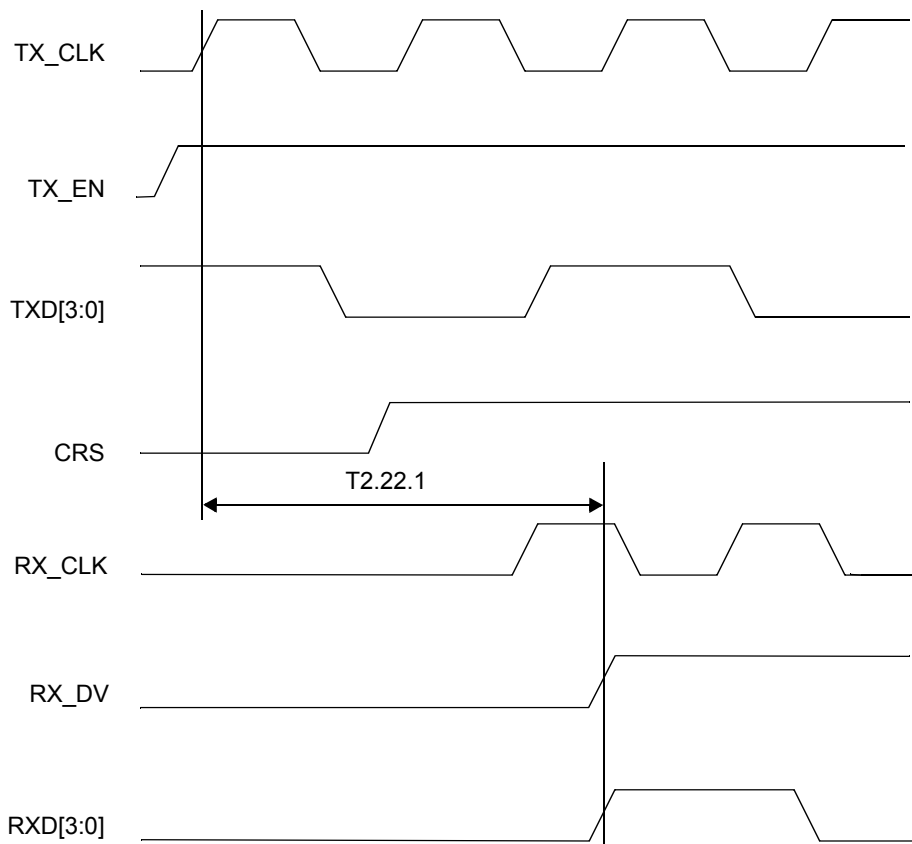 TX_CLK
TX_EN
TXD[3:0]
CRS
T2.22.1
RX_CLK
RX_DV
RXD[3:0]